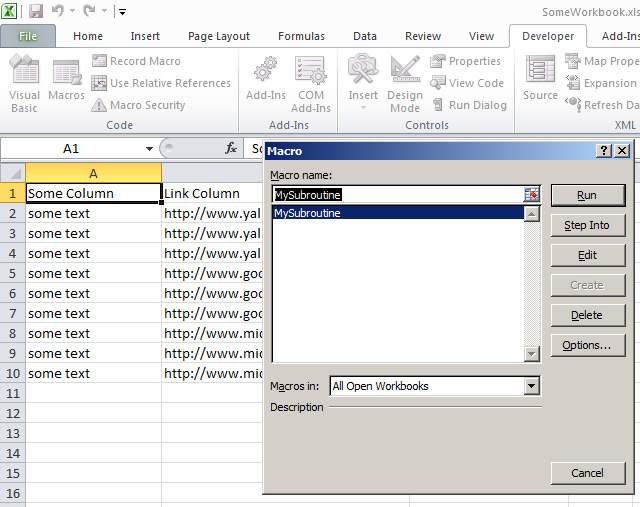 SomeWorkbook.xls
File Home Insert Page Layout Formulas Data Review View Developer Add-Ins
Visual Basic
Macros
Record Macro
Use Relative References
Macro Security
Code
Add-Ins
COM Add-Ins
Add-Ins
Insert
Design Mode
Properties
View Code
Run Dialog
Controls
Source
Map Prope
Expansion
Refresh Da
XML
A1 fx So
A
1 Some Column Link Column
2 some text http://www.yal
3 some text http://www.yal
4 some text http://www.yal
5 some text http://www.goo
6 some text http://www.goo
7 some text http://www.goo
8 some text http://www.mic
9 some text http://www.mic
10 some text http://www.mic
11
12
13
14
15
16
Macro
Macro name:
MySubroutine
MySubroutine
Run
Step Into
Edit
Create
Delete
Options...
Macros in: All Open Workbooks
Description
Cancel